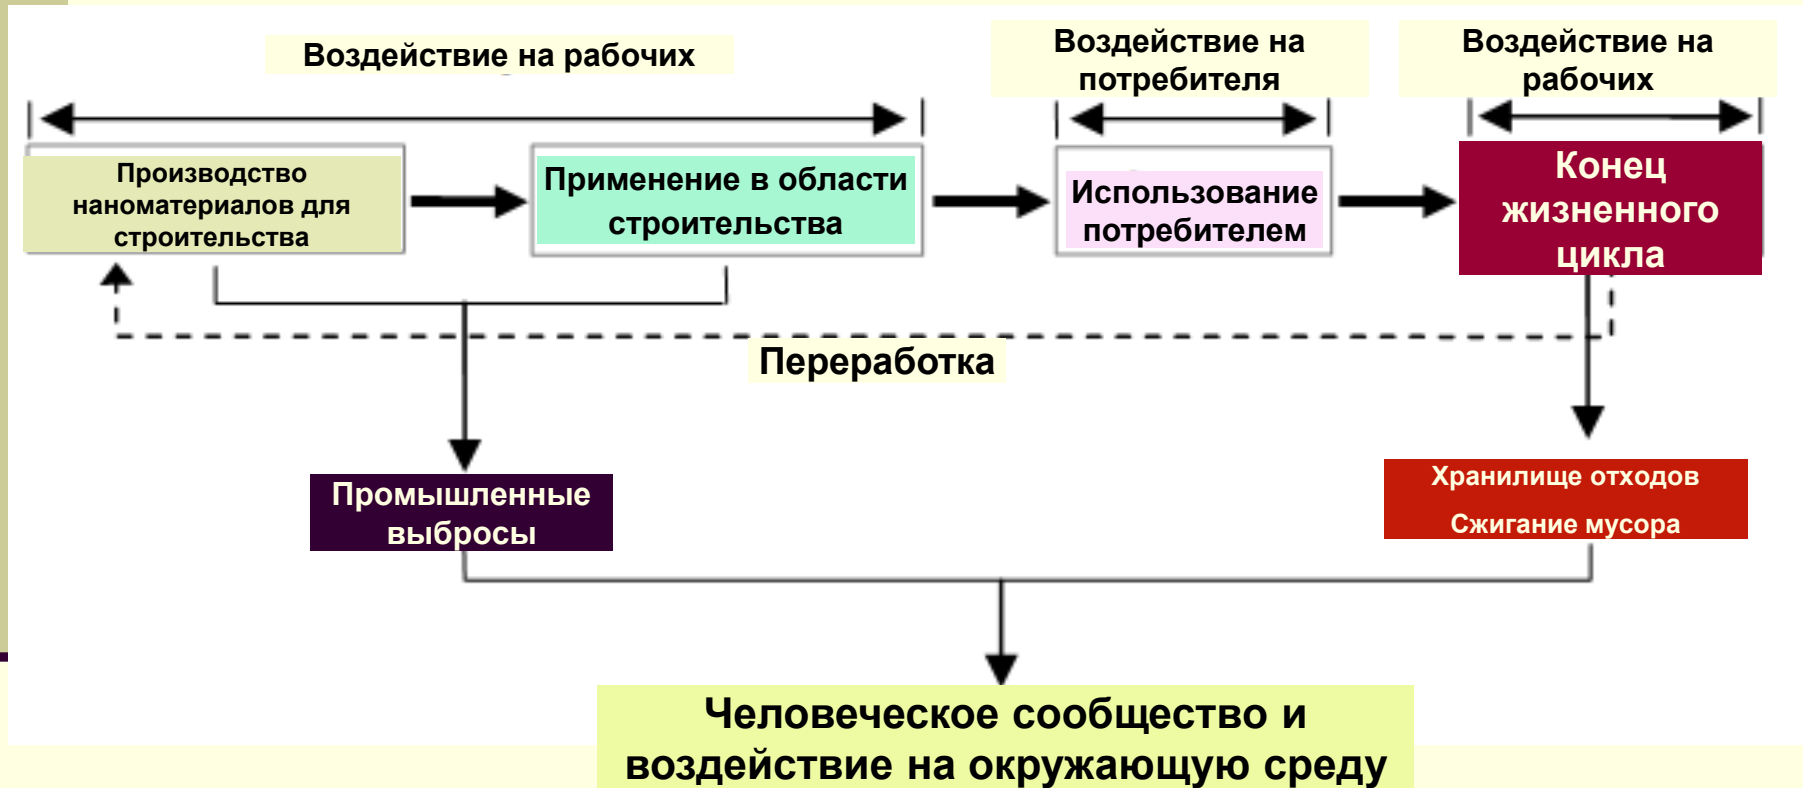 Воздействие на рабочих
Воздействие на
потребителя
Воздействие на
рабочих
Производство
наноматериалов для
строительства
Применение в области
строительства
Использование
потребителем
Конец
жизненного
цикла
Переработка
Промышленные
выбросы
Хранилище отходов
Сжигание мусора
Человеческое сообщество и
воздействие на окружающую среду